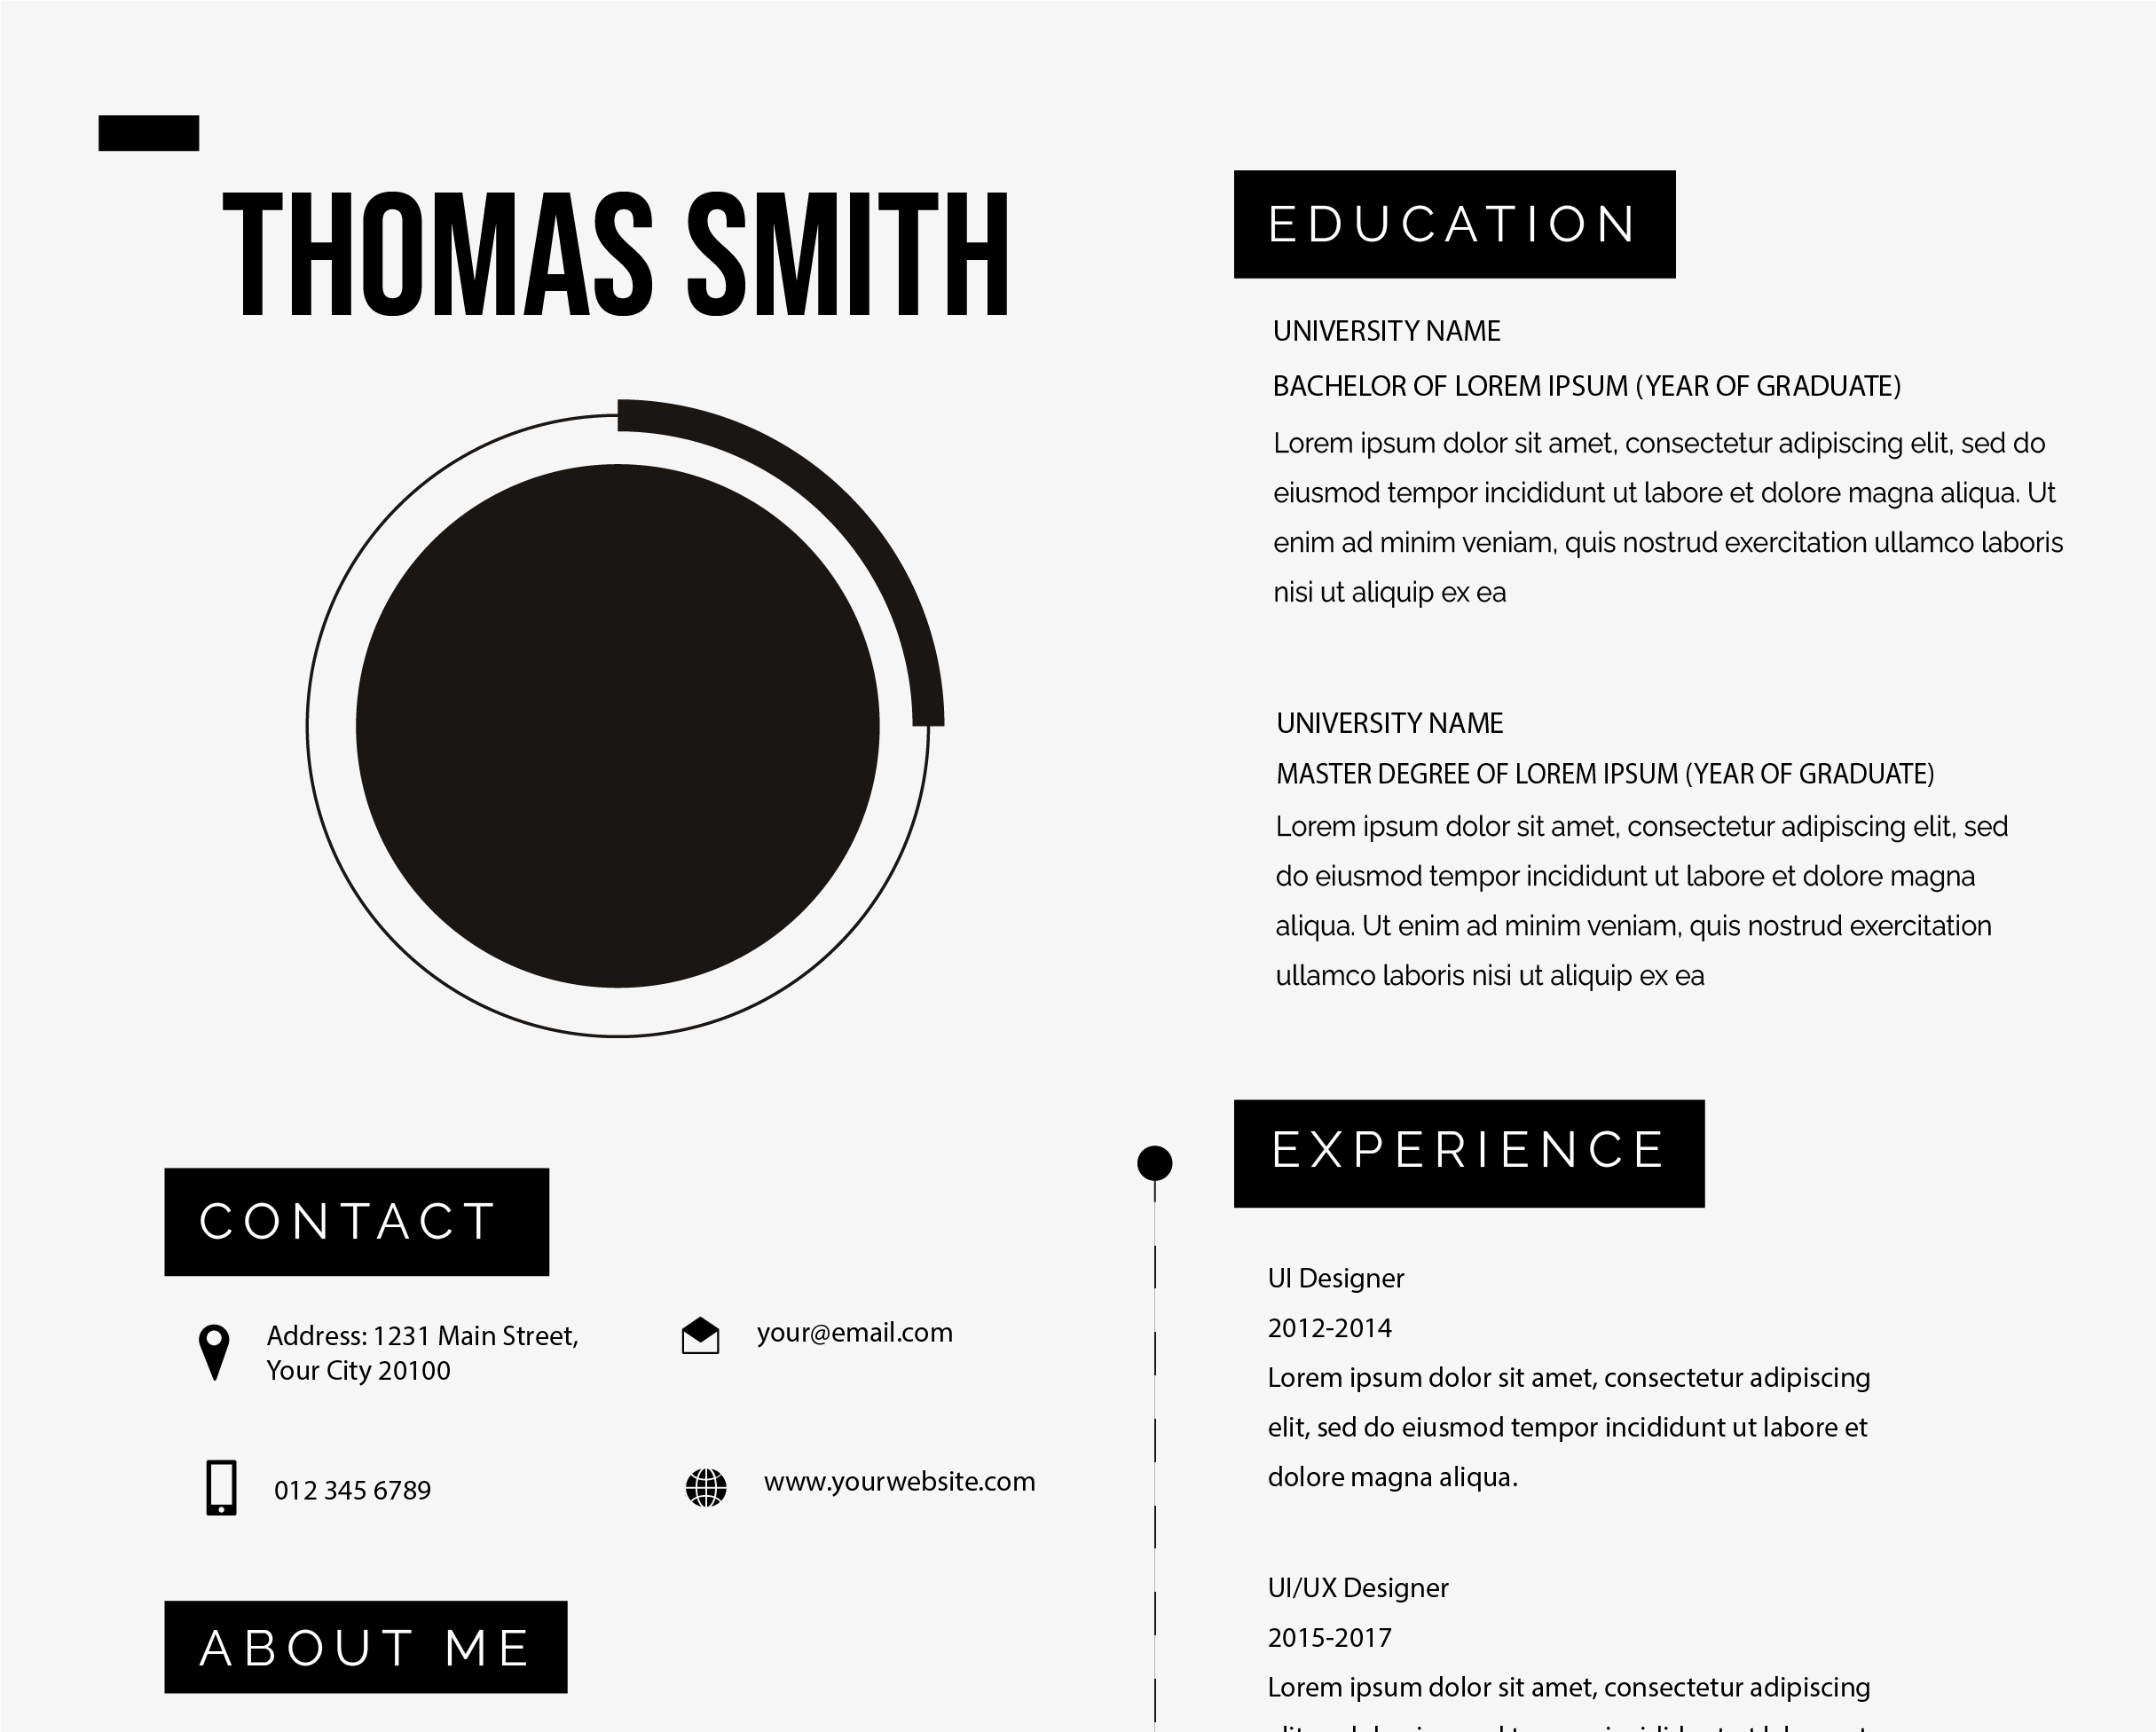 THOMAS SMITH
CONTACT
Address: 1231 Main Street,
Your City 20100
your@email.com
012 345 6789
www.yourwebsite.com
ABOUT ME
EDUCATION
UNIVERSITY NAME
BACHELOR OF LOREM IPSUM (YEAR OF GRADUATE)
Lorem ipsum dolor sit amet, consectetur adipiscing elit, sed do
eiusmod tempor incididunt ut labore et dolore magna aliqua. Ut
enim ad minim veniam, quis nostrud exercitation ullamco laboris
nisi ut aliquip ex ea
UNIVERSITY NAME
MASTER DEGREE OF LOREM IPSUM (YEAR OF GRADUATE)
Lorem ipsum dolor sit amet, consectetur adipiscing elit, sed
do eiusmod tempor incididunt ut labore et dolore magna
aliqua. Ut enim ad minim veniam, quis nostrud exercitation
ullamco laboris nisi ut aliquip ex ea
EXPERIENCE
UI Designer
2012-2014
Lorem ipsum dolor sit amet, consectetur adipiscing
elit, sed do eiusmod tempor incididunt ut labore et
dolore magna aliqua.
UI/UX Designer
2015-2017
Lorem ipsum dolor sit amet, consectetur adipiscing